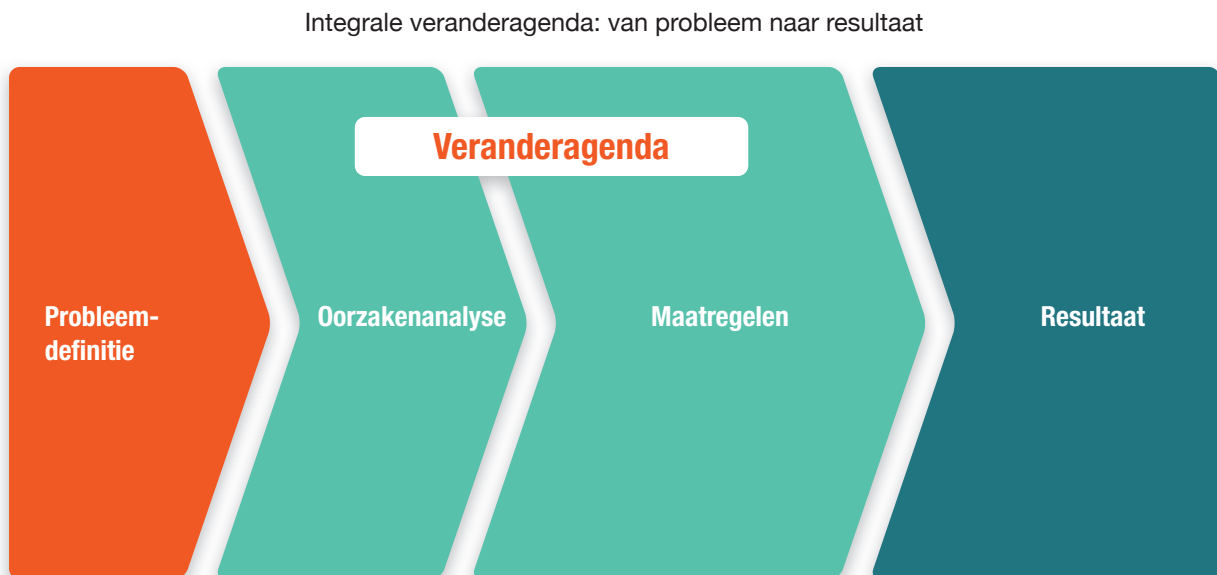 Integrale veranderagenda: van probleem naar resultaat
Veranderagenda
Probleem-
definitie
Oorzakenanalyse
Maatregelen
Resultaat